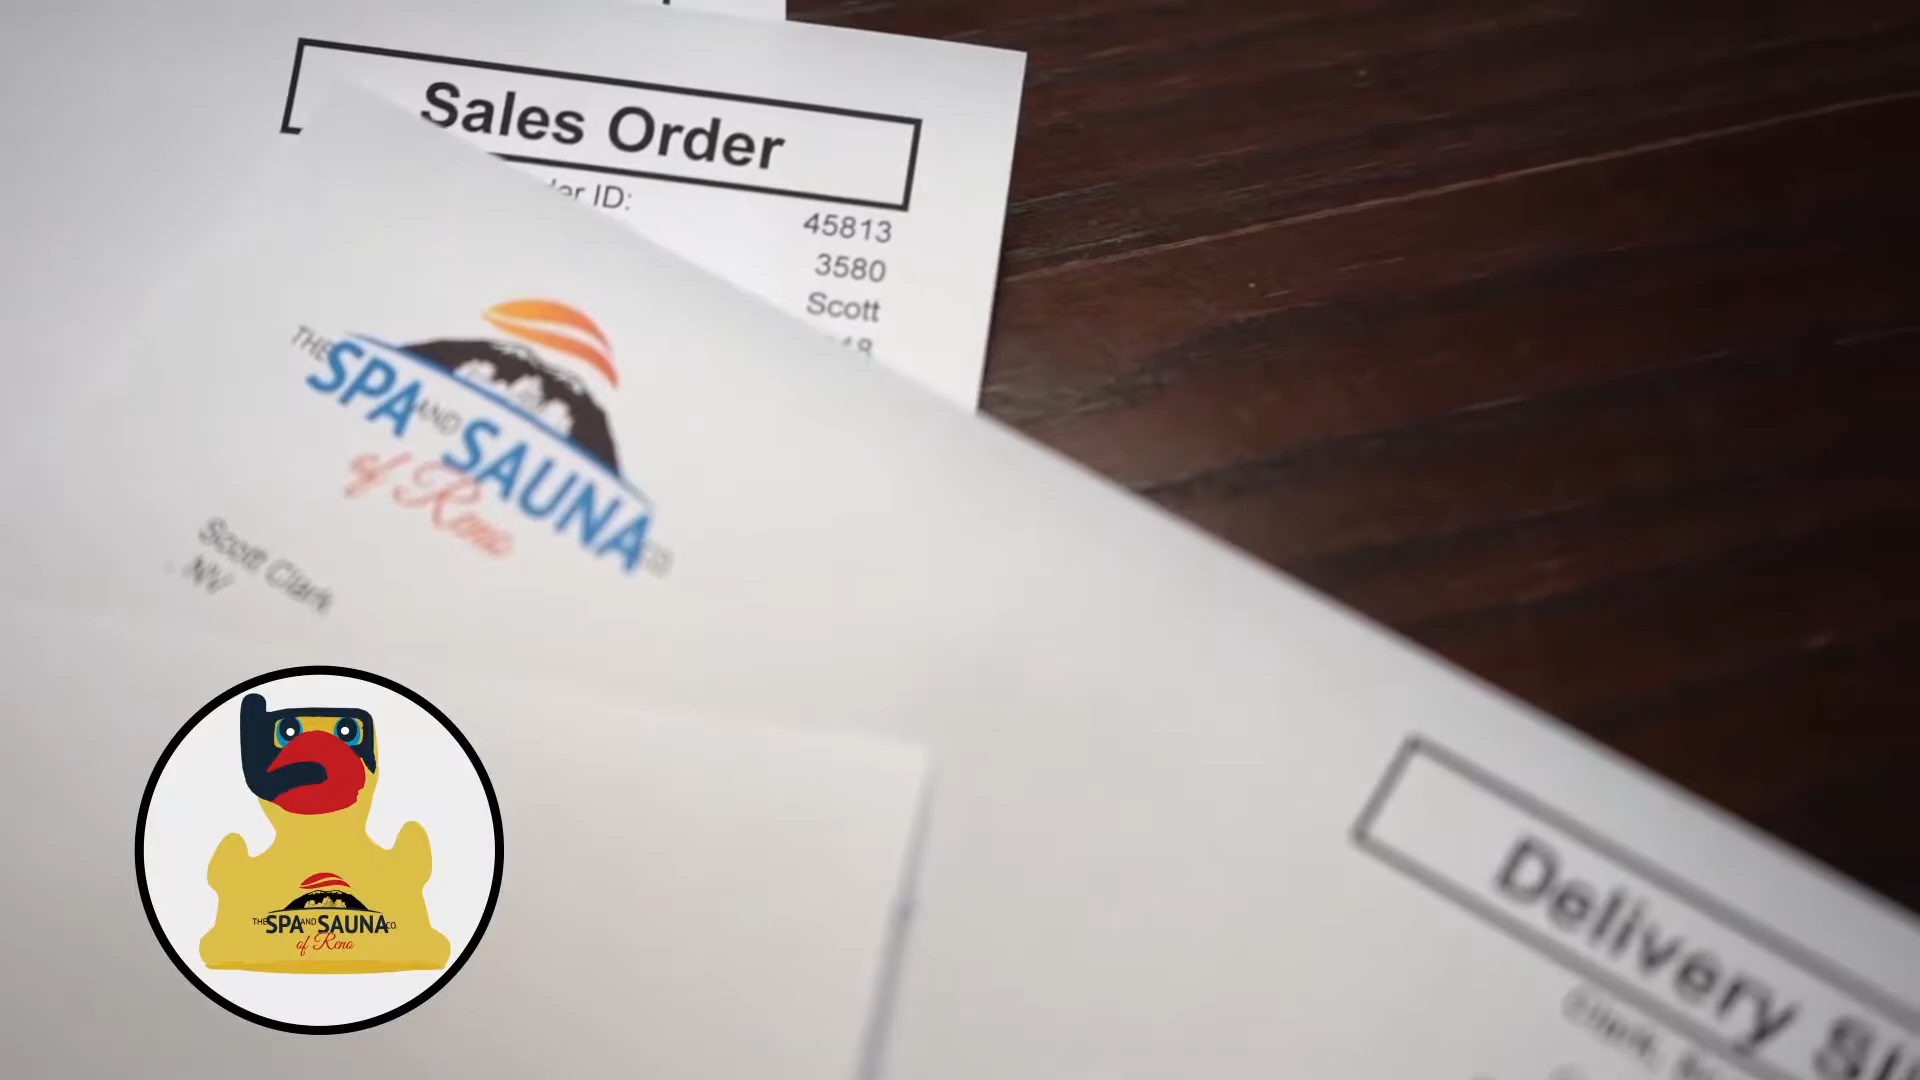 Sales Order
ID:
45813
3580
Scott
THE
SPA AND SAUNA CO.
of Reno
Scott Clark
NV
Delivery
Clark,
THE SPA AND SAUNA CO.
of Reno